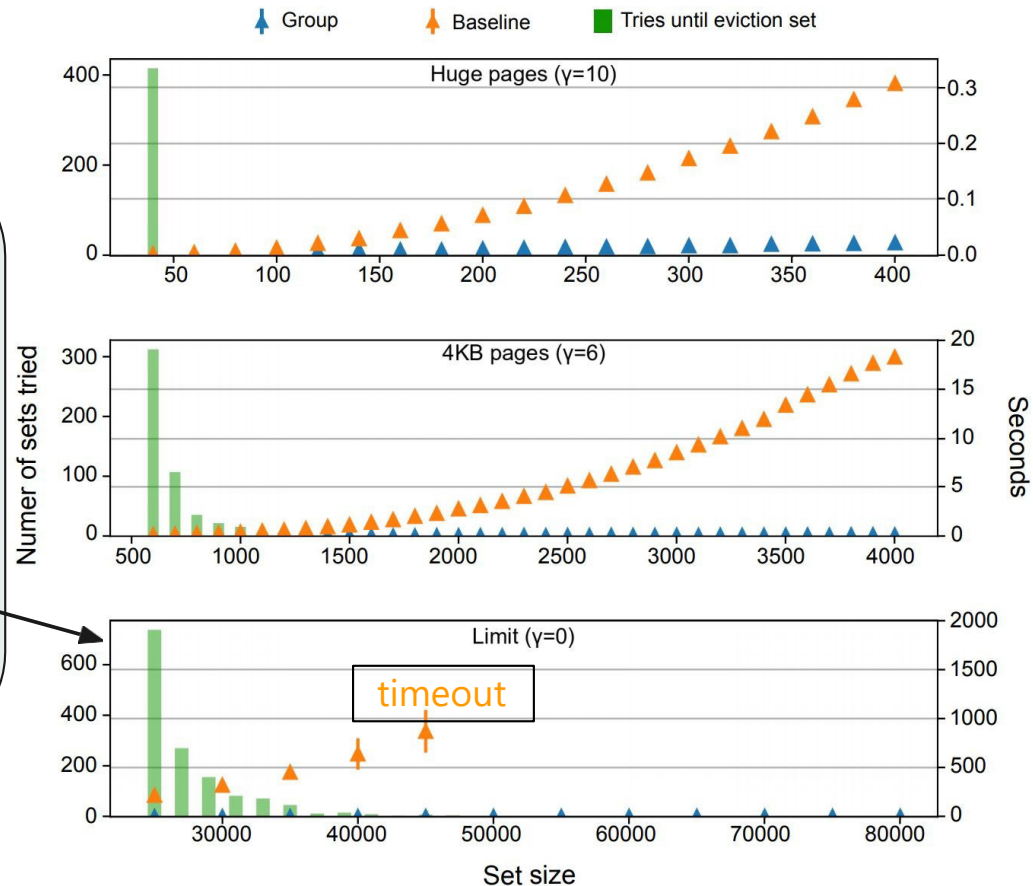 Group Baseline Tries until eviction set
Huge pages (γ=10)
400
200
0
0.3
0.2
0.1
0.0
50 100 150 200 250 300 350 400
Numer of sets tried
Seconds
4KB pages (γ=6)
300
200
100
0
20
15
10
5
0
500 1000 1500 2000 2500 3000 3500 4000
Limit (γ=0)
timeout
600
400
200
0
2000
1500
1000
500
0
30000 40000 50000 60000 70000 80000
Set size